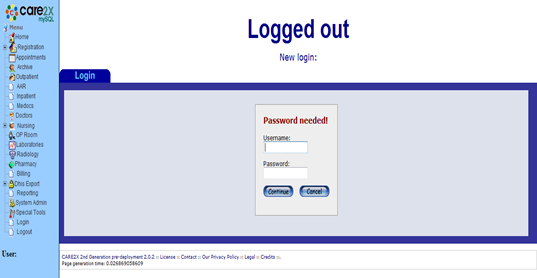 care2x
mySQL
Menu
Home
Registration
Appointments
Archive
Outpatient
AMR
Inpatient
Medocs
Doctors
Nursing
OP Room
Laboratories
Radiology
Pharmacy
Billing
Dhis Export
Reporting
System Admin
Special Tools
Login
Logout
User:
Logged out
New login:
Login
Password needed!
Username:
Password:
Continue Cancel
CARE2X 2nd Generation pre-deployment 2.0.2 :: License :: Contact :: Our Privacy Policy :: Legal :: Credits ::.
Page generation time: 0.026869058609